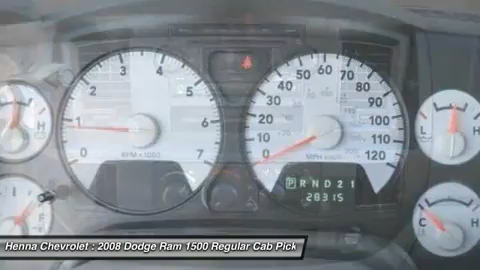 1 2 3 4 5 6 7
RPM x 1000
0 10 20 30 40 50 60 70 80 90 100 120
MPH
H
L H
P R N D 2 1
28315
C H
Henna Chevrolet : 2008 Dodge Ram 1500 Regular Cab Pick